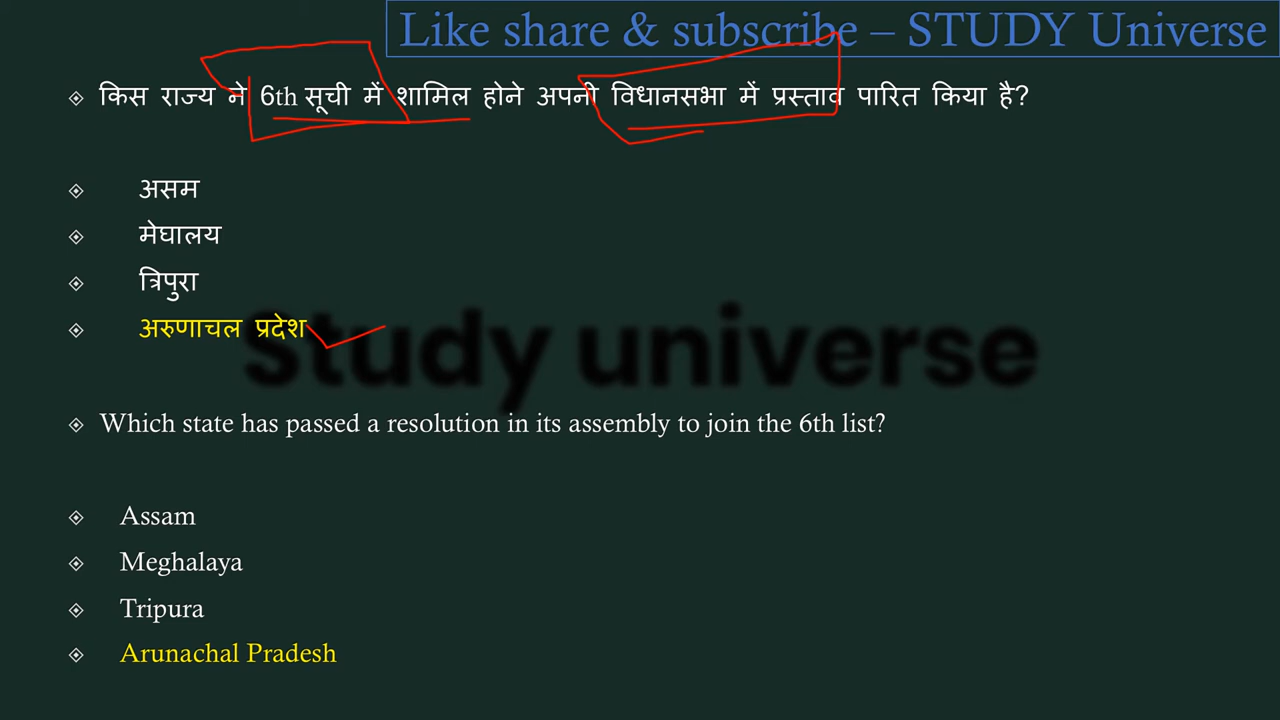 Like share & subscribe – STUDY Universe
किस राज्य ने 6th सूची में शामिल होने अपनी विधानसभा में प्रस्ताव पारित किया है?
असम
मेघालय
त्रिपुरा
अरुणाचल प्रदेश
Study universe
Which state has passed a resolution in its assembly to join the 6th list?
Assam
Meghalaya
Tripura
Arunachal Pradesh